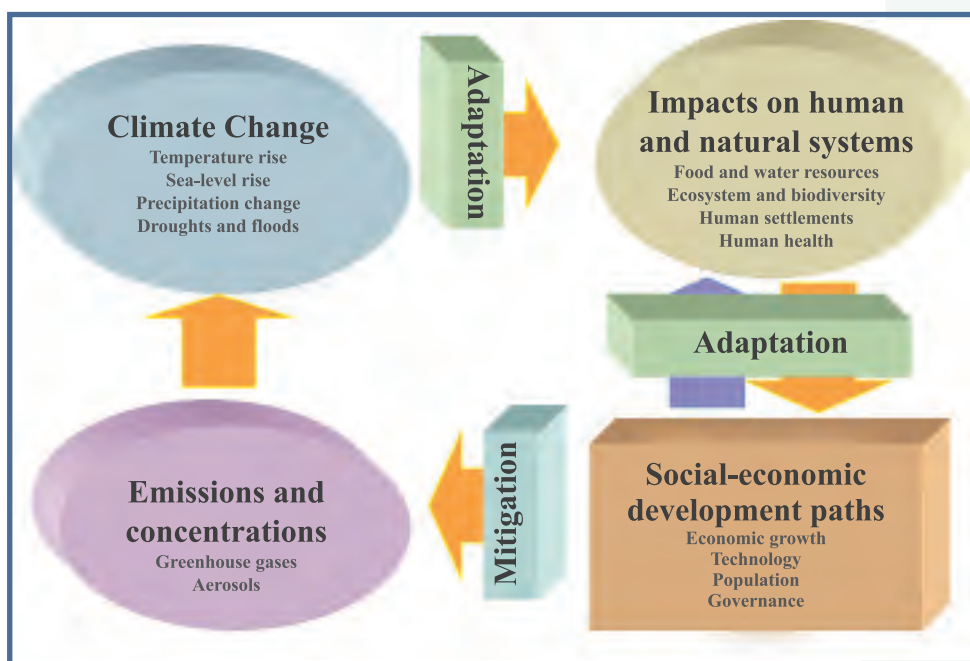 Climate Change
Temperature rise
Sea-level rise
Precipitation change
Droughts and floods
Adaptation
Impacts on human
and natural systems
Food and water resources
Ecosystem and biodiversity
Human settlements
Human health
Adaptation
Emissions and
concentrations
Greenhouse gases
Aerosols
Mitigation
Social-economic
development paths
Economic growth
Technology
Population
Governance